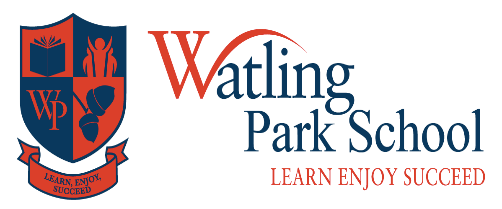 WP
LEARN, ENJOY,
SUCCEED
Watling
Park School
LEARN ENJOY SUCCEED